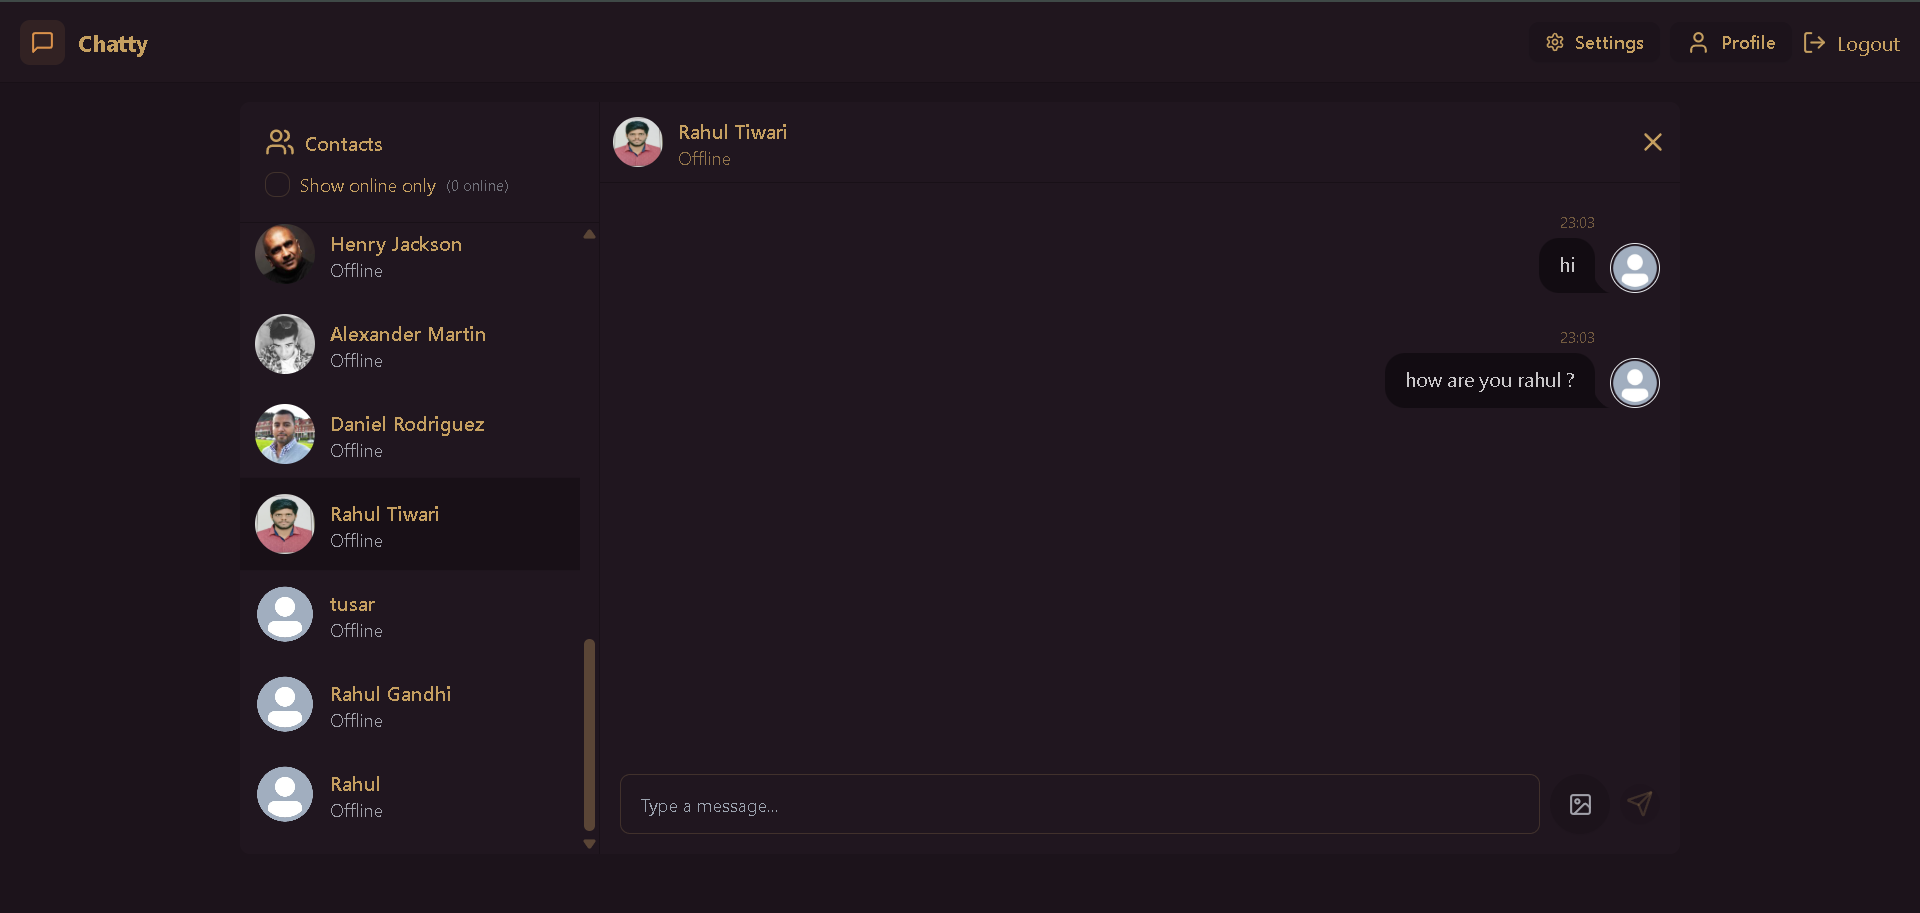 Chatty
Settings
Profile
Logout
Contacts
Show online only (0 online)
Henry Jackson
Offline
Alexander Martin
Offline
Daniel Rodriguez
Offline
Rahul Tiwari
Offline
tusar
Offline
Rahul Gandhi
Offline
Rahul
Offline
Rahul Tiwari
Offline
23:03
hi
23:03
how are you rahul ?
Type a message...